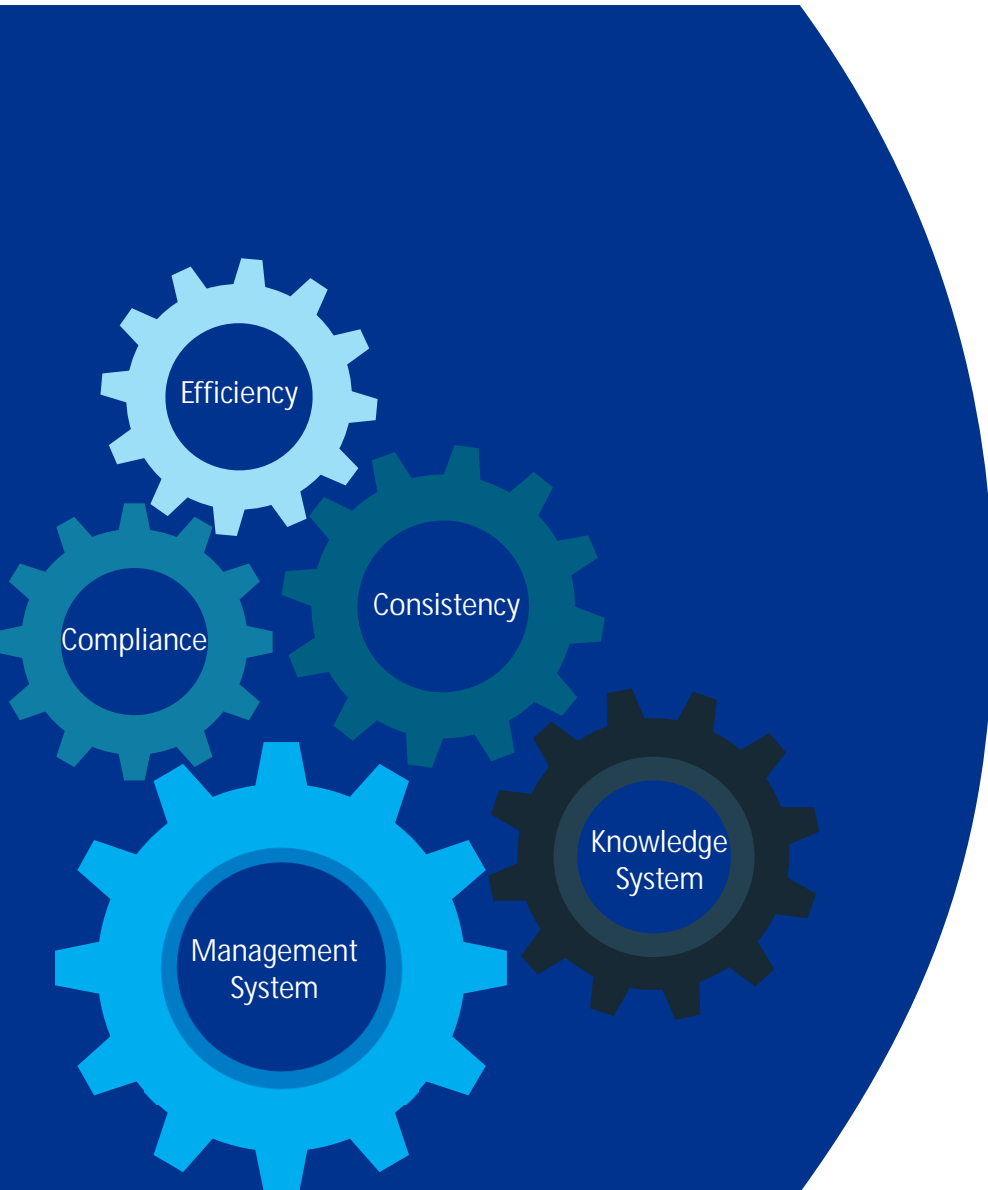 Efficiency
Consistency
Compliance
Knowledge
System
Management
System